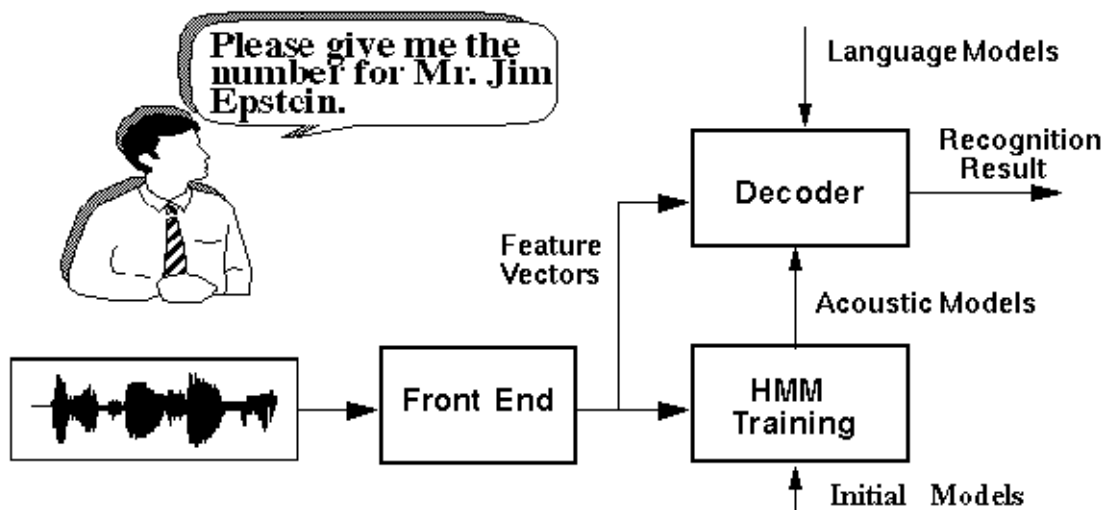 Please give me the
number for Mr. Jim
Epstein.
Language Models
Recognition
Result
Decoder
Feature
Vectors
Acoustic Models
Front End
HMM
Training
Initial Models